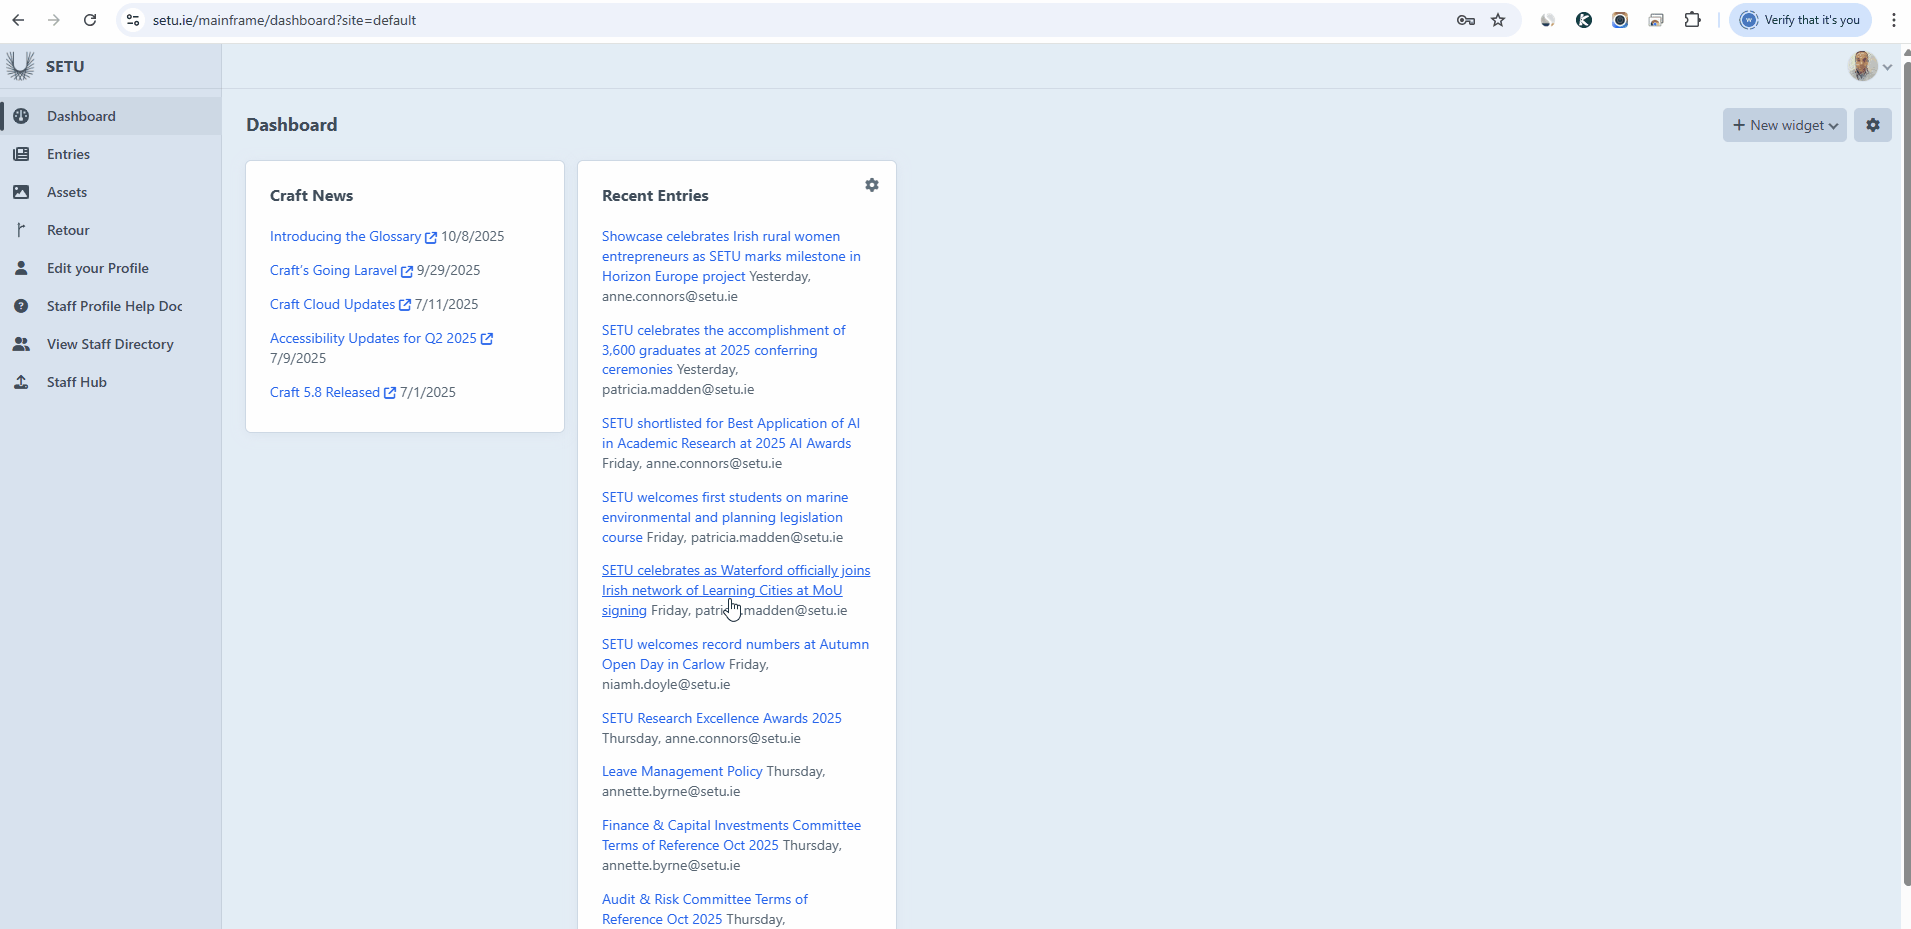 setu.ie/mainframe/dashboard?site=default
Verify that it's you
SETU
Dashboard
Entries
Assets
Retour
Edit your Profile
Staff Profile Help Doc
View Staff Directory
Staff Hub
Dashboard
New widget
Craft News
Introducing the Glossary 10/8/2025
Craft's Going Laravel 9/29/2025
Craft Cloud Updates 7/11/2025
Accessibility Updates for Q2 2025
7/9/2025
Craft 5.8 Released 7/1/2025
Recent Entries
Showcase celebrates Irish rural women
entrepreneurs as SETU marks milestone in
Horizon Europe project Yesterday,
anne.connors@setu.ie
SETU celebrates the accomplishment of
3,600 graduates at 2025 conferring
ceremonies Yesterday,
patricia.madden@setu.ie
SETU shortlisted for Best Application of AI
in Academic Research at 2025 AI Awards
Friday, anne.connors@setu.ie
SETU welcomes first students on marine
environmental and planning legislation
course Friday, patricia.madden@setu.ie
SETU celebrates as Waterford officially joins
Irish network of Learning Cities at MoU
signing Friday, patricia.madden@setu.ie
SETU welcomes record numbers at Autumn
Open Day in Carlow Friday,
niamh.doyle@setu.ie
SETU Research Excellence Awards 2025
Thursday, anne.connors@setu.ie
Leave Management Policy Thursday,
annette.byrne@setu.ie
Finance & Capital Investments Committee
Terms of Reference Oct 2025 Thursday,
annette.byrne@setu.ie
Audit & Risk Committee Terms of
Reference Oct 2025 Thursday,